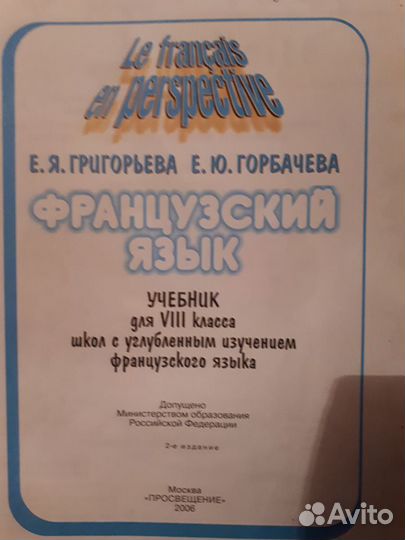 Le français
en perspective
Е. Я. ГРИГОРЬЕВА Е. Ю. ГОРБАЧЕВА
ФРАНЦУЗСКИЙ
ЯЗЫК
УЧЕБНИК
для VIII класса
школ с углубленным изучением
французского языка
Допущено
Министерством образования
Российской Федерации
2-е издание
Москва
"ПРОСВЕЩЕНИЕ"
2006
Avito